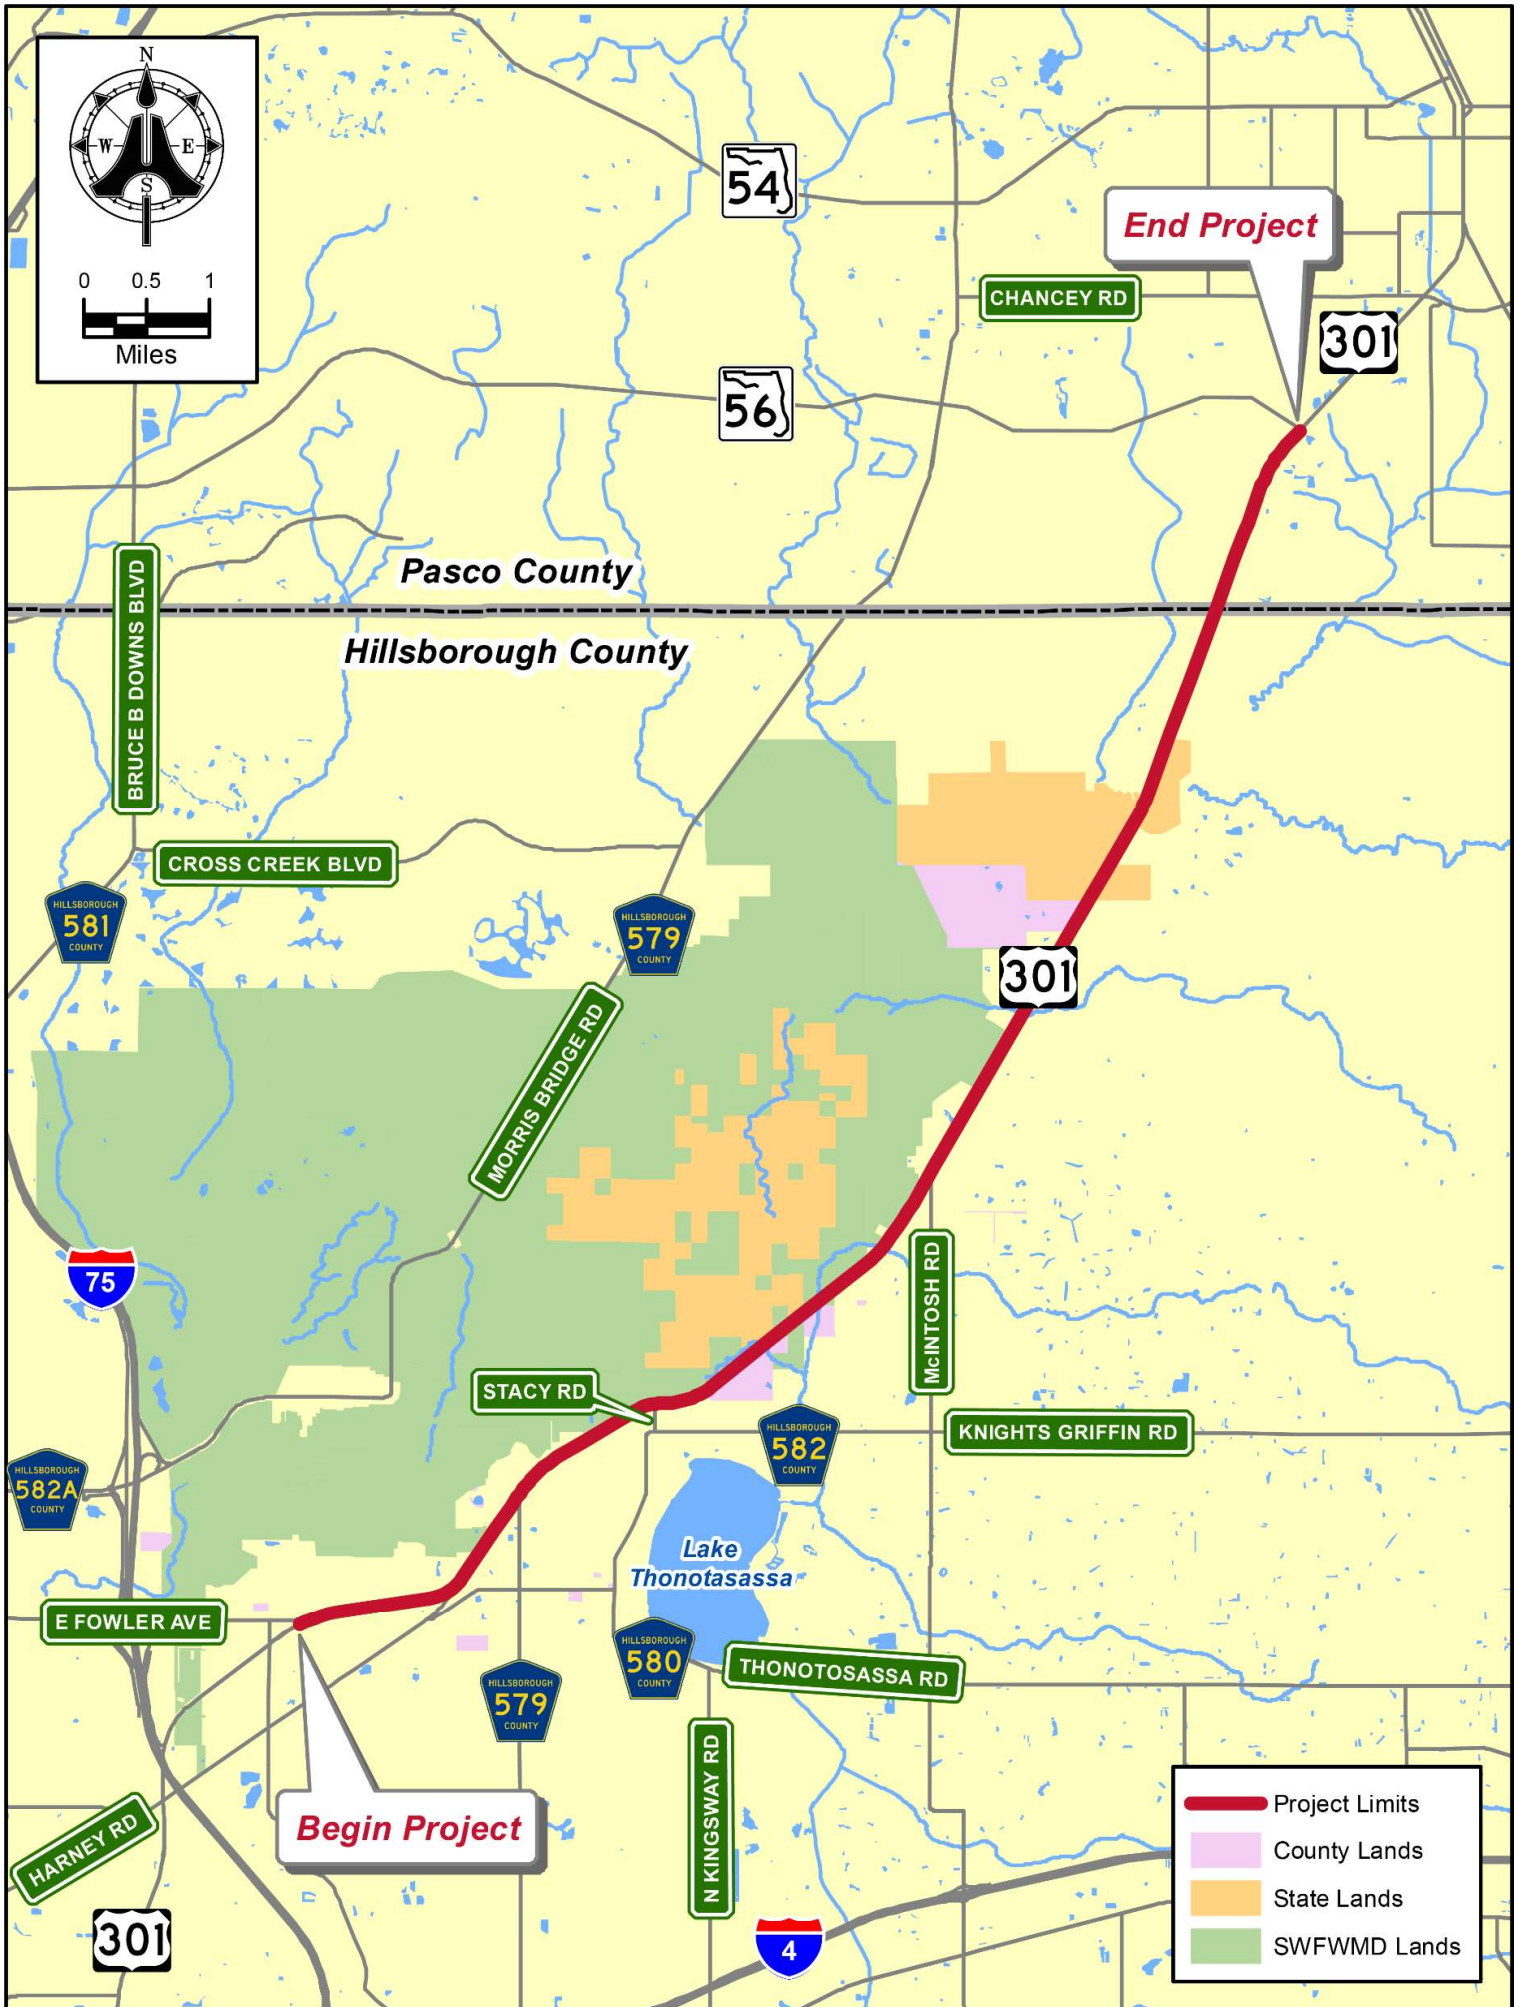 N
W
E
S
0 0.5 1
Miles
54
End Project
CHANCEY RD
301
56
Pasco County
Hillsborough County
BRUCE B DOWNS BLVD
CROSS CREEK BLVD
HILLSBOROUGH
581
COUNTY
HILLSBOROUGH
579
COUNTY
301
MORRIS BRIDGE RD
75
McINTOSH RD
STACY RD
HILLSBOROUGH
582
COUNTY
KNIGHTS GRIFFIN RD
HILLSBOROUGH
582A
COUNTY
Lake
Thonotasassa
E FOWLER AVE
HILLSBOROUGH
580
COUNTY
THONOTOSASSA RD
HILLSBOROUGH
579
COUNTY
N KINGSWAY RD
Begin Project
HARNEY RD
301
4
Project Limits
County Lands
State Lands
SWFWMD Lands